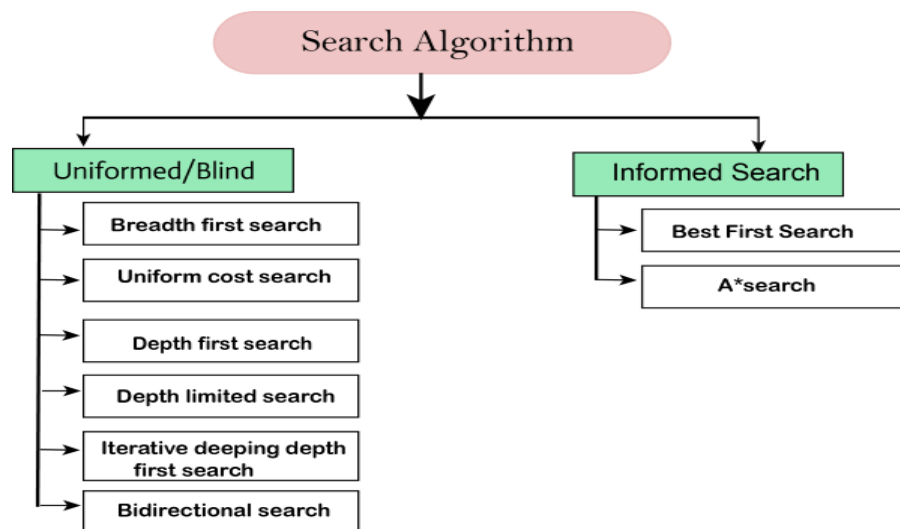 Search Algorithm
Uniformed/Blind
Breadth first search
Uniform cost search
Depth first search
Depth limited search
Iterative deeping depth
first search
Bidirectional search
Informed Search
Best First Search
A*search